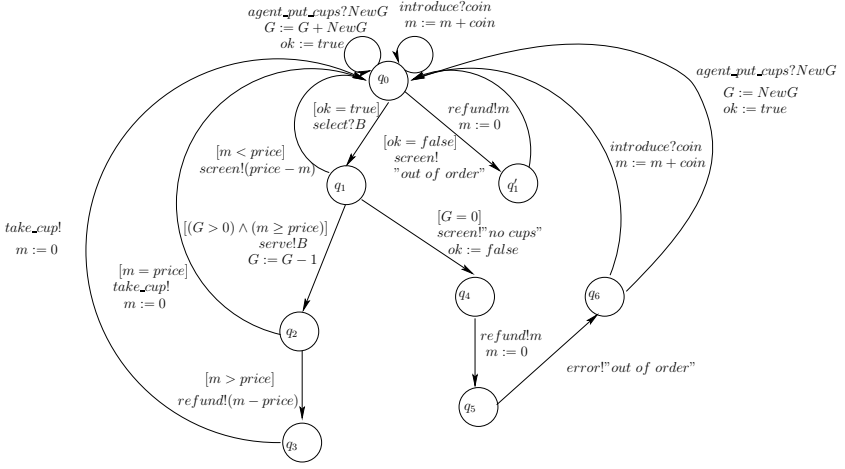 agent_put_cups?NewG
G := G + NewG
ok := true
introduce?coin
m := m + coin
q0
agent_put_cups?NewG
G := NewG
ok := true
[ok = true]
select?B
refund!m
m := 0
[ok = false]
screen!
"out of order"
[m < price]
screen!(price − m)
introduce?coin
m := m + coin
q1
q′1
take_cup!
m := 0
[(G > 0) ∧ (m ≥ price)]
serve!B
G := G − 1
[G = 0]
screen!"no cups"
ok := false
[m = price]
take_cup!
m := 0
q4
q6
q2
refund!m
m := 0
error!"out of order"
[m > price]
refund!(m − price)
q5
q3